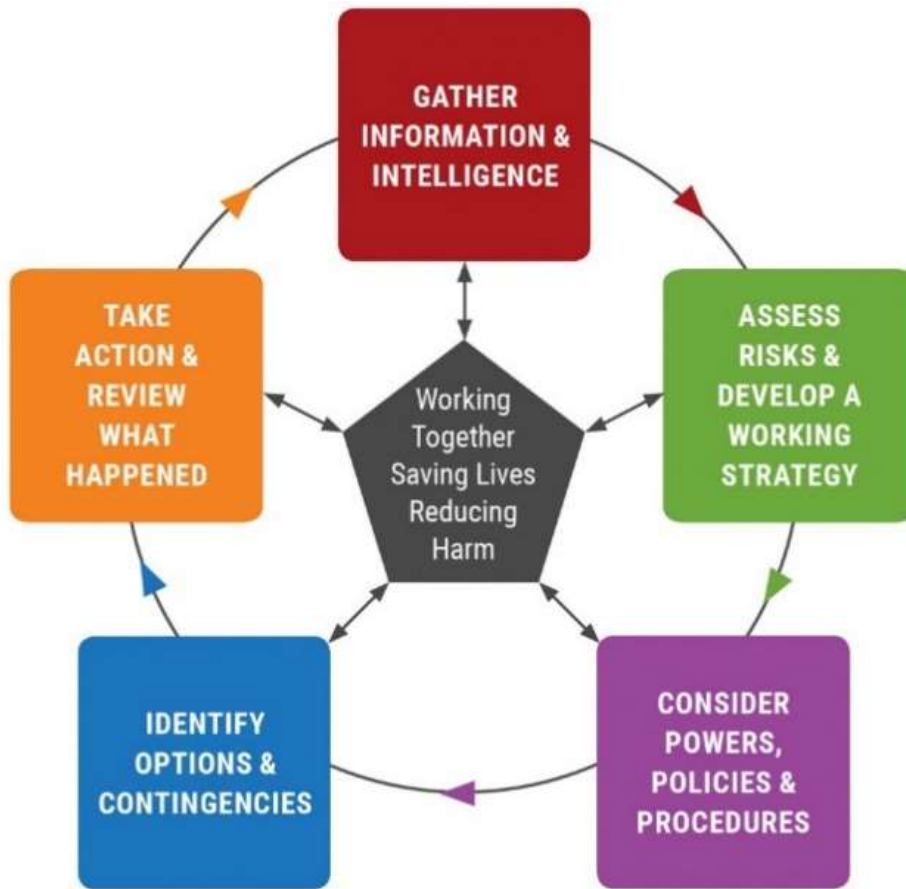 GATHER
INFORMATION &
INTELLIGENCE
ASSESS
RISKS &
DEVELOP A
WORKING
STRATEGY
CONSIDER
POWERS,
POLICIES &
PROCEDURES
IDENTIFY
OPTIONS &
CONTINGENCIES
TAKE
ACTION &
REVIEW
WHAT
HAPPENED
Working
Together
Saving Lives
Reducing
Harm